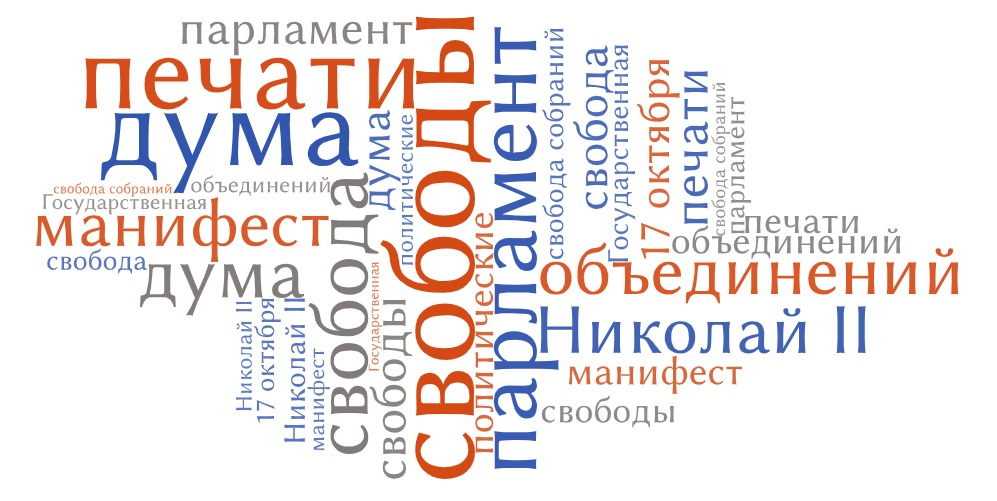 парламент
печати
дума
свобода собраний
объединений
Государственная
манифест
свобода
дума
Николай II
17 октября
Николай II
манифест
свобода
дума
политические
Государственная
свободы
свободы
политические
парламент
свобода собраний
свобода
Государственная
17 октября
печати
свобода собраний
парламент
печати
объединений
объединений
Николай II
манифест
свободы